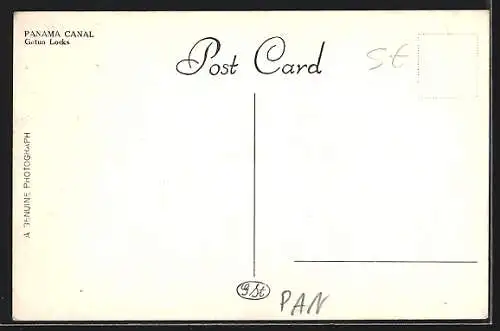 PANAMA CANAL
Gatun Locks
Post Card
St
A GENUINE PHOTOGRAPH
PAN